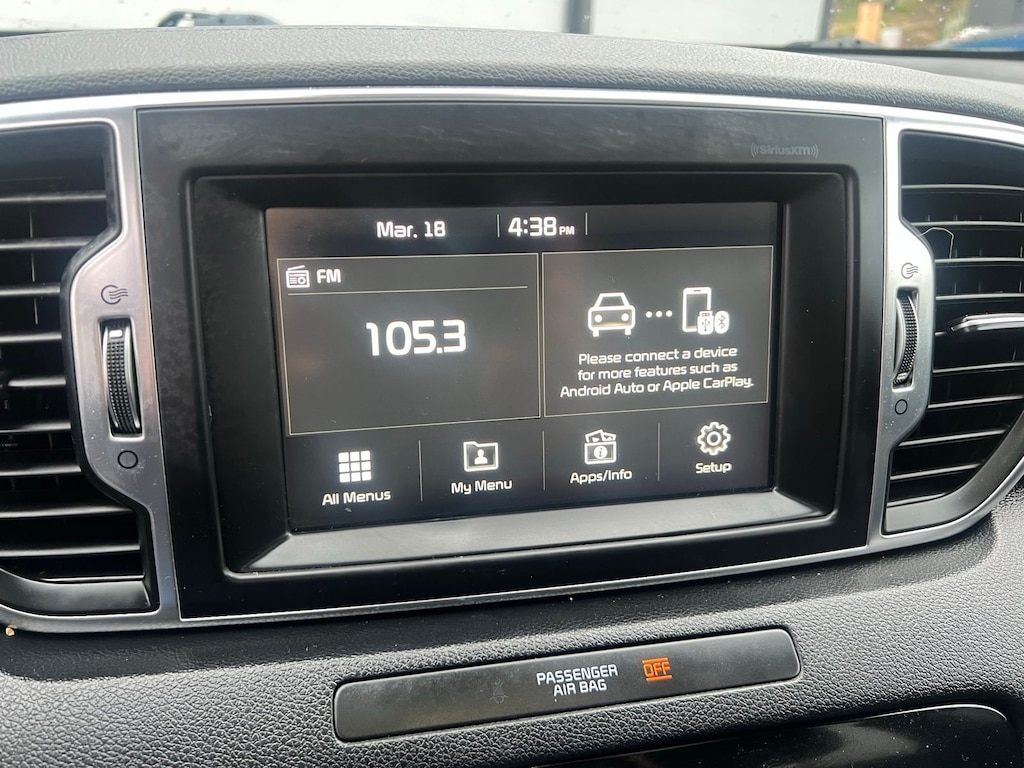 ((SiriusXM))
Mar. 18
4:38 PM
FM
105.3
Please connect a device
for more features such as
Android Auto or Apple CarPlay.
All Menus
My Menu
Apps/Info
Setup
PASSENGER
AIR BAG
OFF